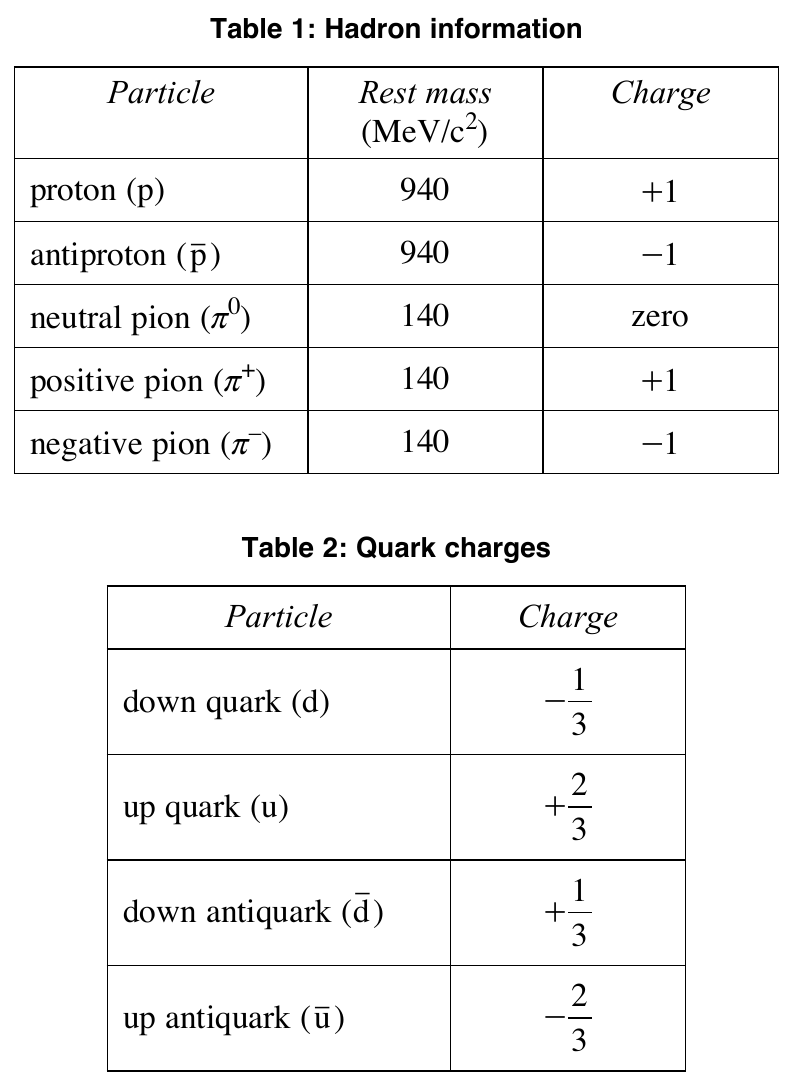 Table 1: Hadron information
Particle Rest mass Charge
(MeV/c²)
proton (p) 940 +1
antiproton (p̄) 940 −1
neutral pion (π⁰) 140 zero
positive pion (π⁺) 140 +1
negative pion (π⁻) 140 −1
Table 2: Quark charges
Particle Charge
down quark (d) −1/3
up quark (u) +2/3
down antiquark (d̄) +1/3
up antiquark (ū) −2/3